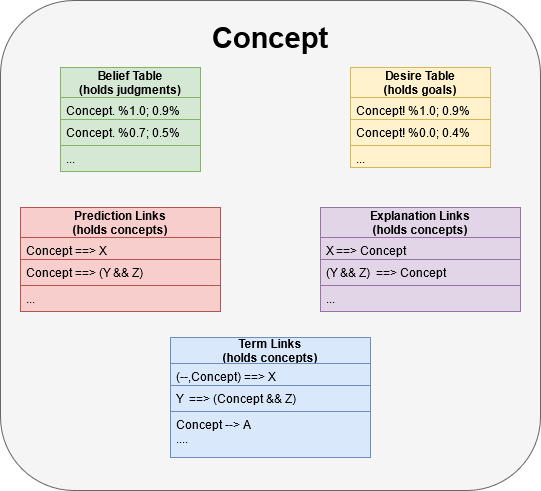 Concept
Belief Table
(holds judgments)
Concept. %1.0; 0.9%
Concept. %0.7; 0.5%
...
Desire Table
(holds goals)
Concept! %1.0; 0.9%
Concept! %0.0; 0.4%
...
Prediction Links
(holds concepts)
Concept ==> X
Concept ==> (Y && Z)
...
Explanation Links
(holds concepts)
X ==> Concept
(Y && Z)  ==> Concept
...
Term Links
(holds concepts)
(--,Concept) ==> X
Y  ==> (Concept && Z)
Concept --> A
....